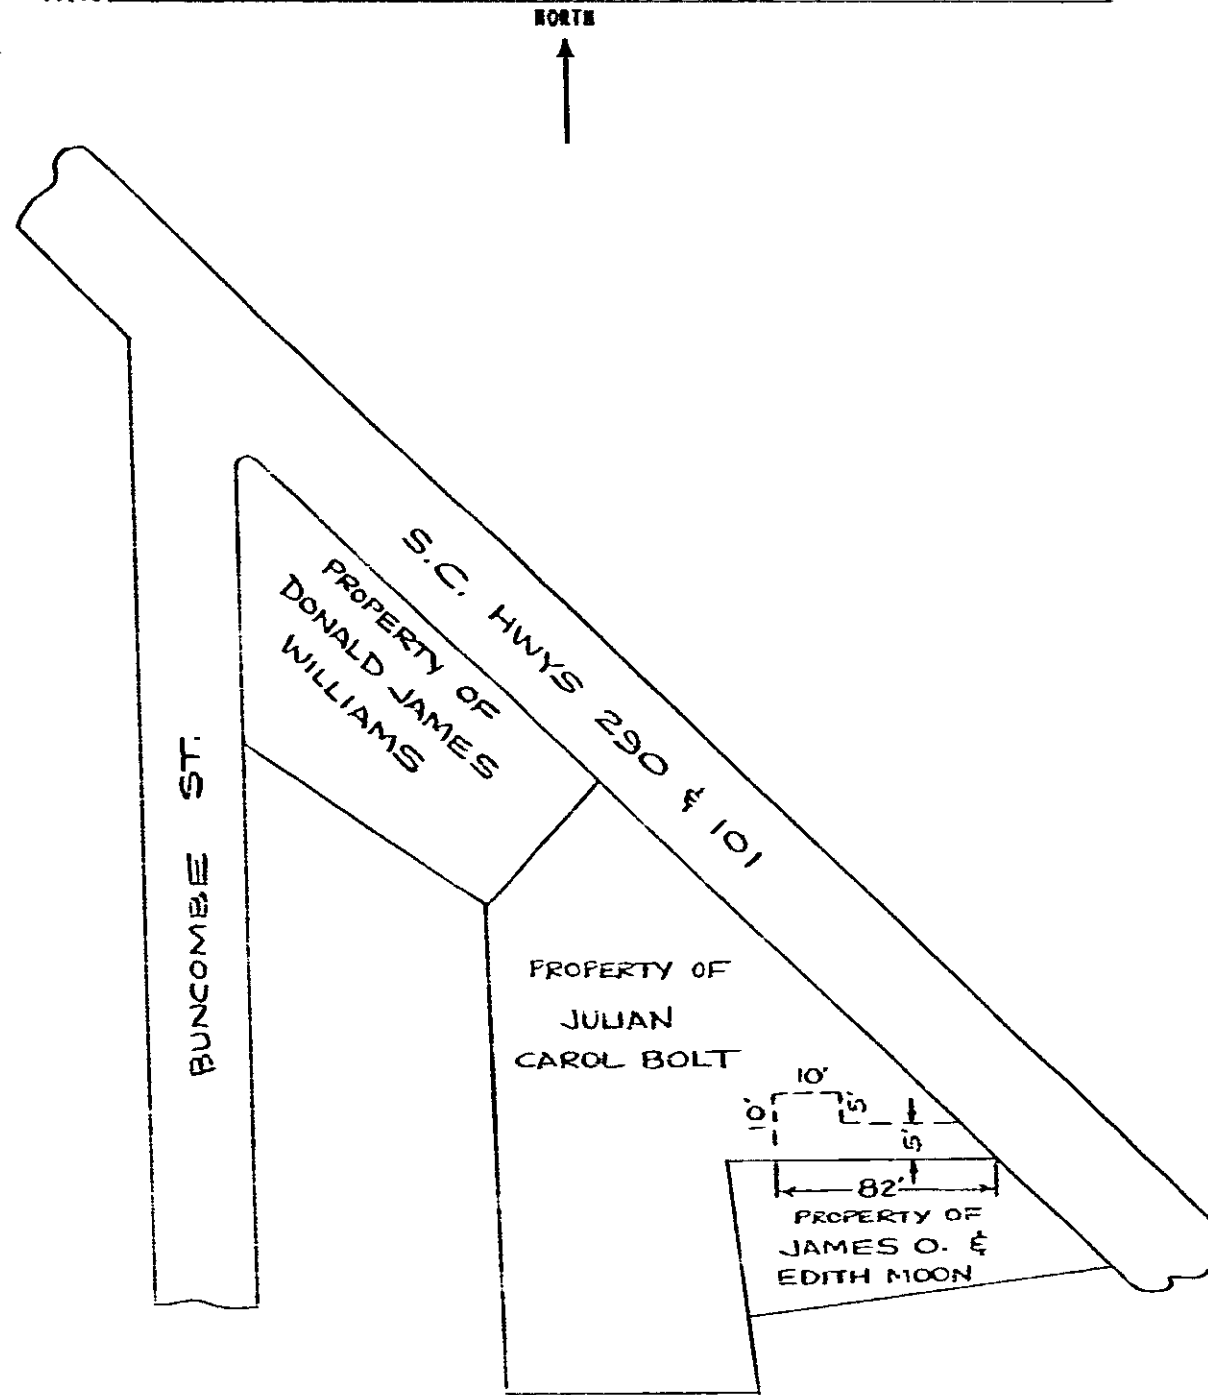 NORTH
S.C. HWYS 290 & 101
PROPERTY OF
DONALD JAMES
WILLIAMS
BUNCOMBE ST.
PROPERTY OF
JULIAN
CAROL BOLT
10'
10'
5'
5'
82'
PROPERTY OF
JAMES O. &
EDITH MOON